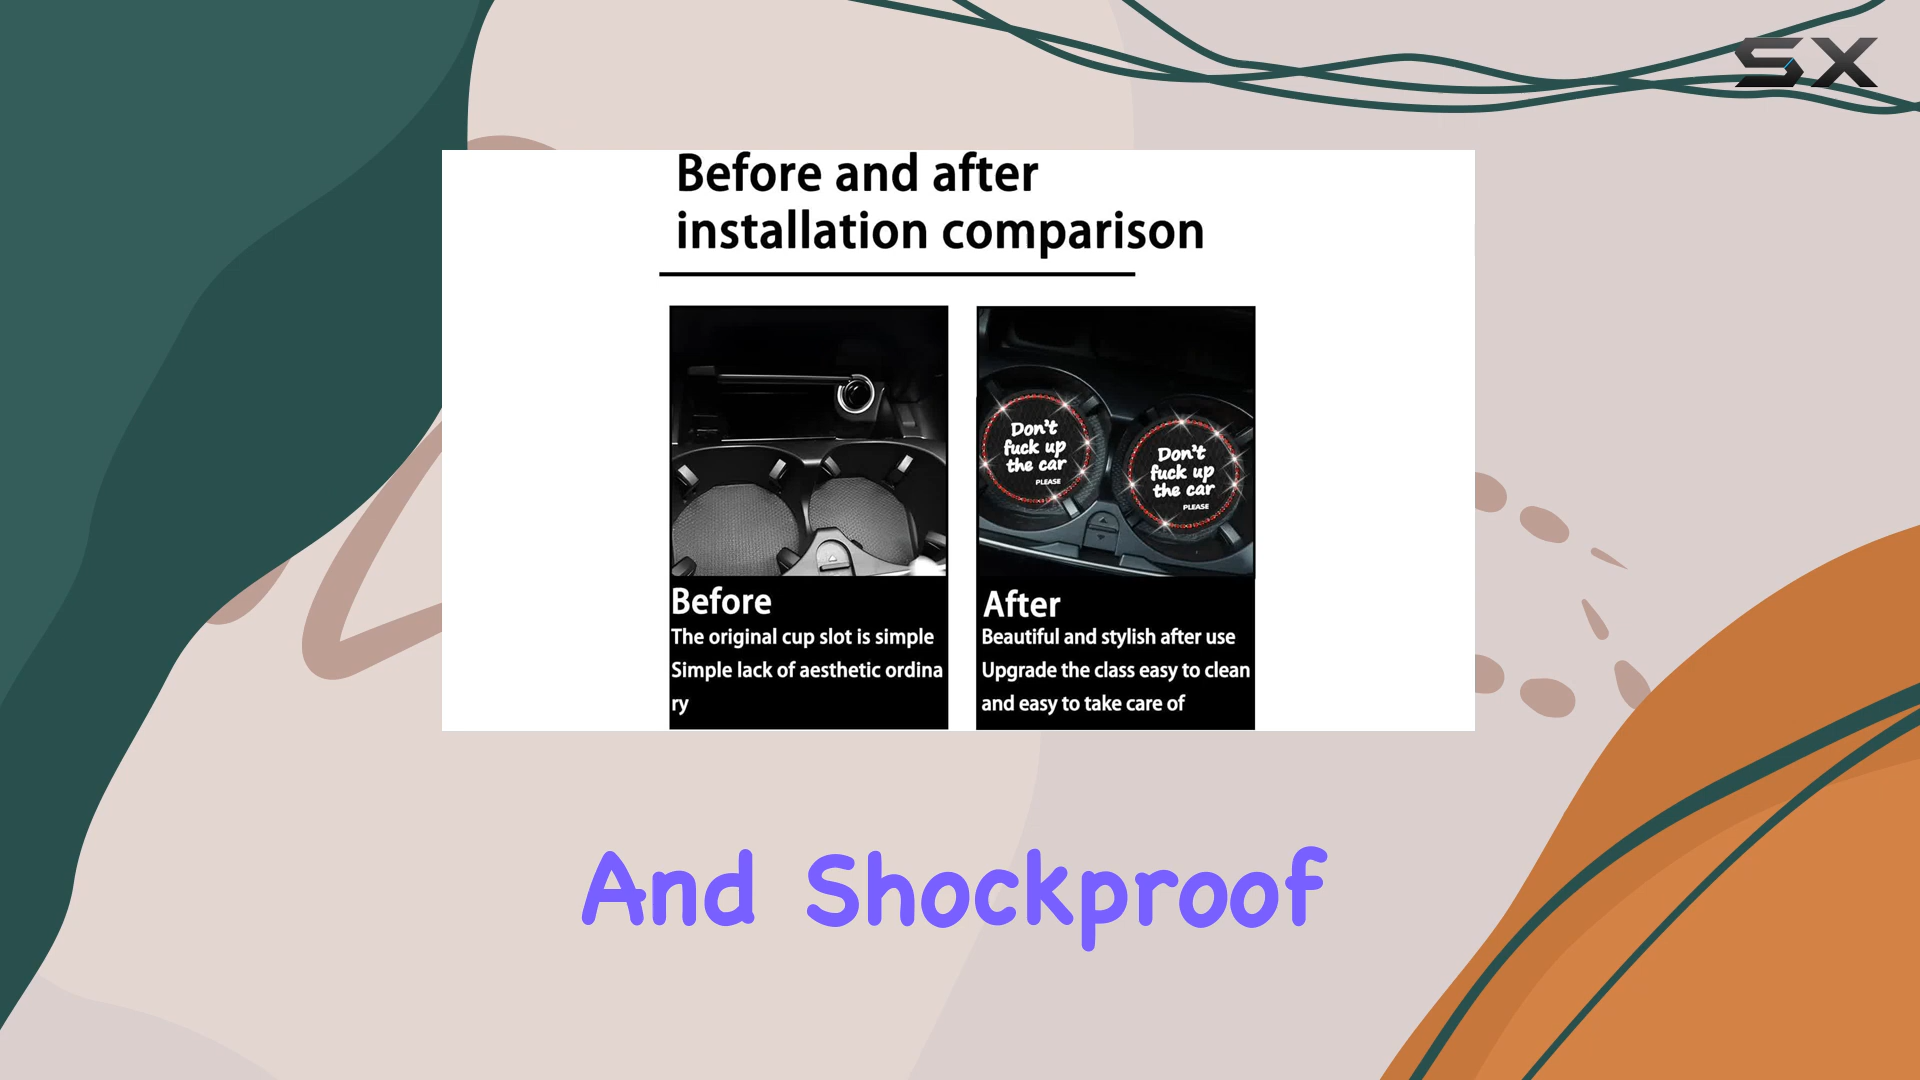 SX
Before and after
installation comparison
Don't
fuck up
the car
PLEASE
Don't
fuck up
the car
PLEASE
Before
The original cup slot is simple
Simple lack of aesthetic ordina
ry
After
Beautiful and stylish after use
Upgrade the class easy to clean
and easy to take care of
And Shockproof